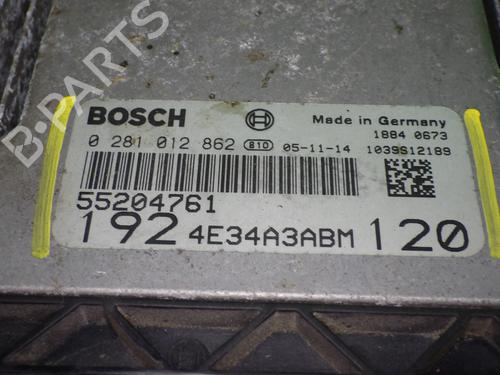 B-PARTS
BOSCH
Made in Germany
1884 0673
0 281 012 862 810 05-11-14 1039S12189
55204761
192 4E34A3ABM 120